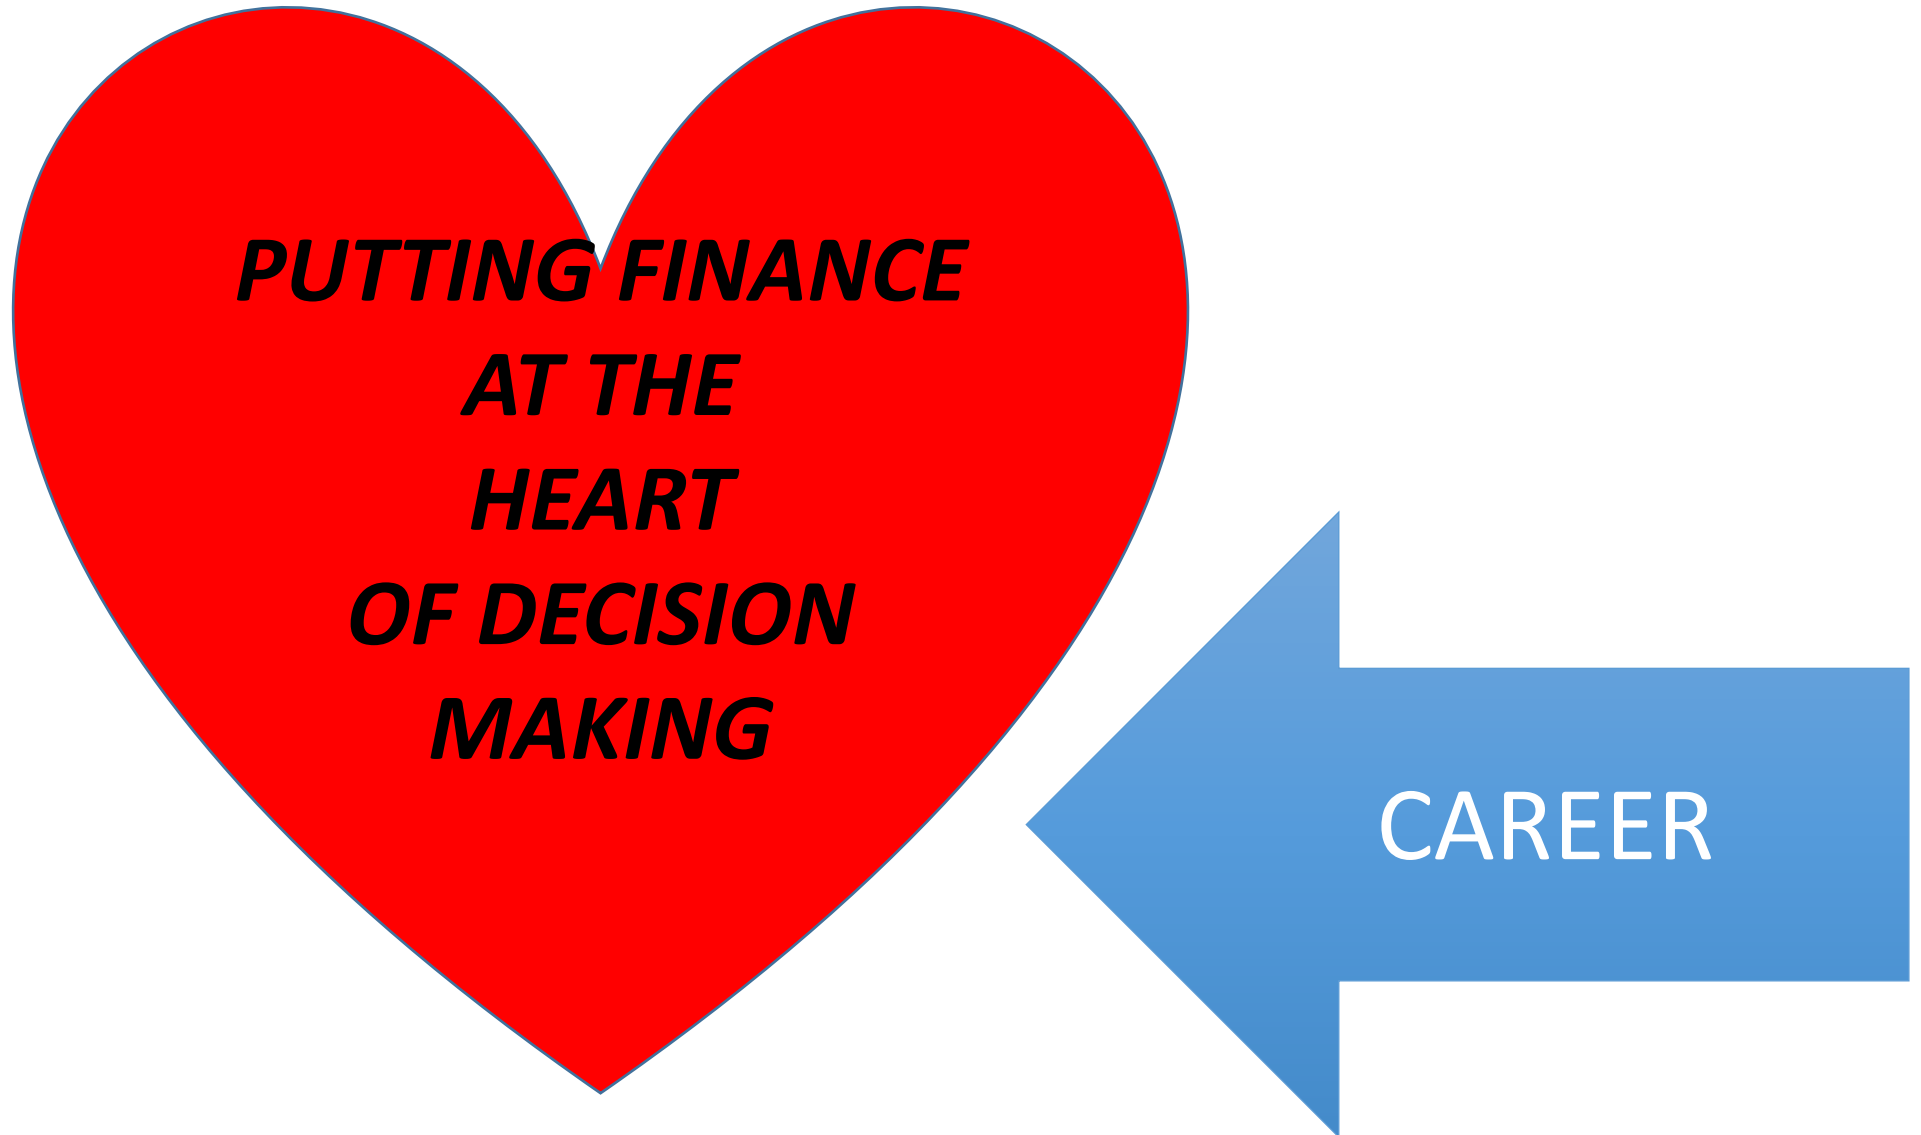 PUTTING FINANCE
AT THE
HEART
OF DECISION
MAKING
CAREER